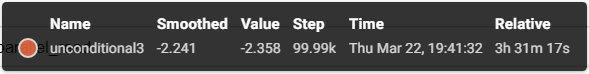 Name Smoothed Value Step Time Relative
unconditional3 -2.241 -2.358 99.99k Thu Mar 22, 19:41:32 3h 31m 17s